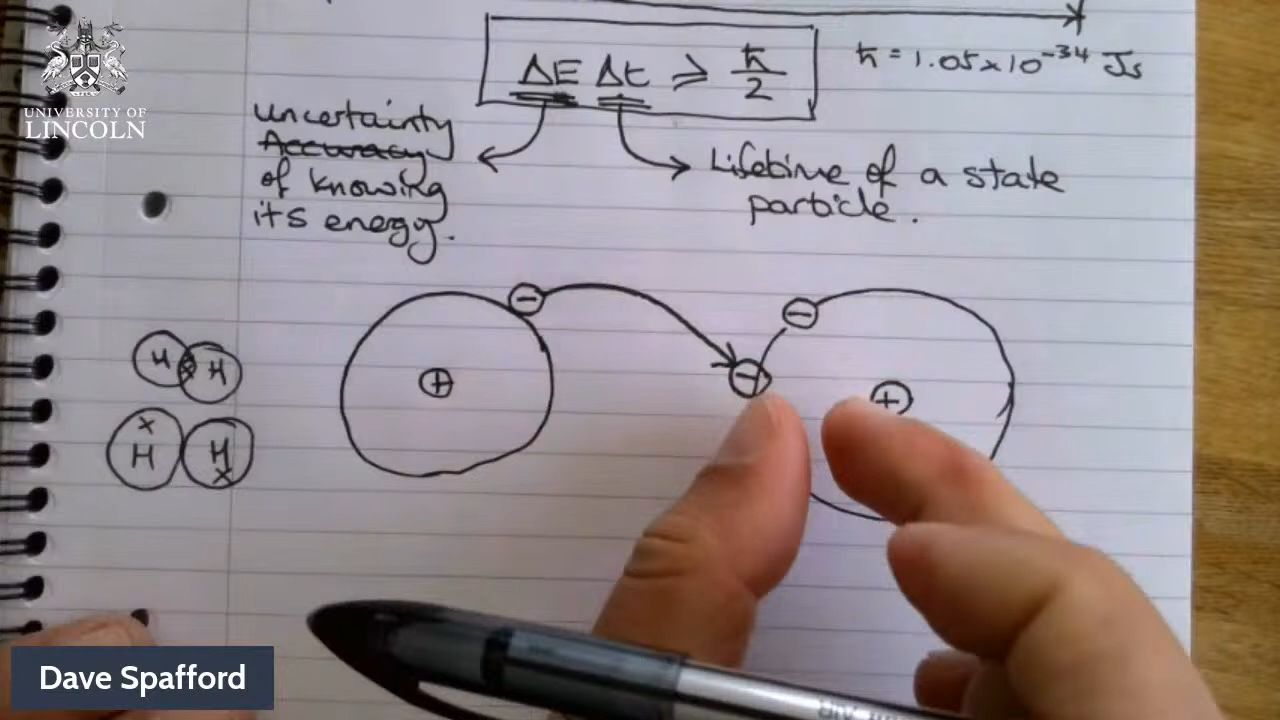 UNIVERSITY OF
LINCOLN
ΔE Δt ⩾ ħ/2
ħ = 1.05×10⁻³⁴ Js
uncertainty
Accuracy
of knowing
its energy.
Lifetime of a state
particle.
−
−
−
+
+
H H
x
x
x
H H
x
Dave Spafford